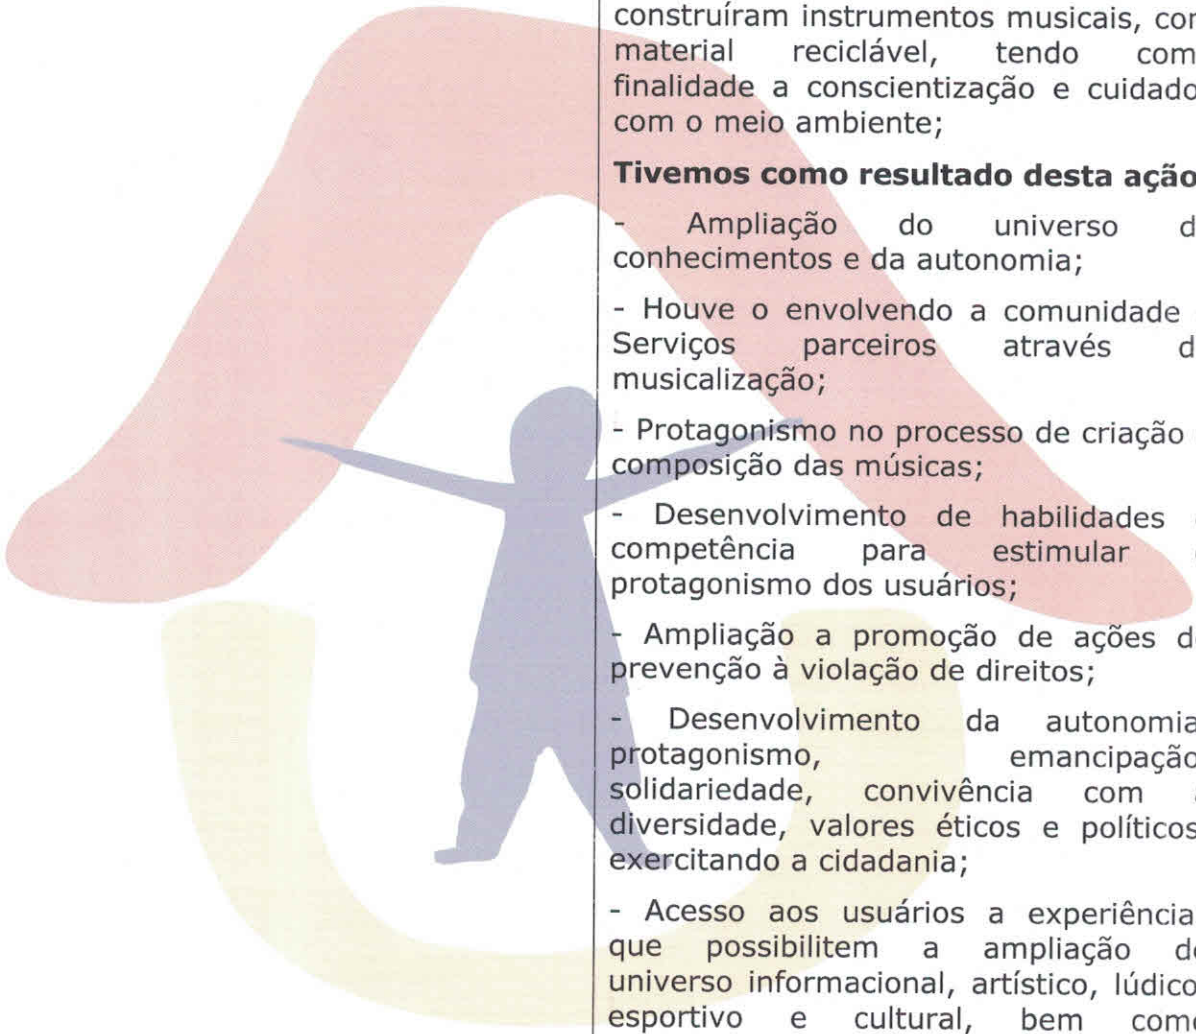 construíram instrumentos musicais, con
material reciclável, tendo com
finalidade a conscientização e cuidado
com o meio ambiente;
Tivemos como resultado desta ação
- Ampliação do universo d
conhecimentos e da autonomia;
- Houve o envolvendo a comunidade
Serviços parceiros através d
musicalização;
- Protagonismo no processo de criação
composição das músicas;
- Desenvolvimento de habilidades
competência para estimular
protagonismo dos usuários;
- Ampliação a promoção de ações de
prevenção à violação de direitos;
- Desenvolvimento da autonomia
protagonismo, emancipação
solidariedade, convivência com a
diversidade, valores éticos e políticos
exercitando a cidadania;
- Acesso aos usuários a experiência
que possibilitem a ampliação do
universo informacional, artístico, lúdico
esportivo e cultural, bem como